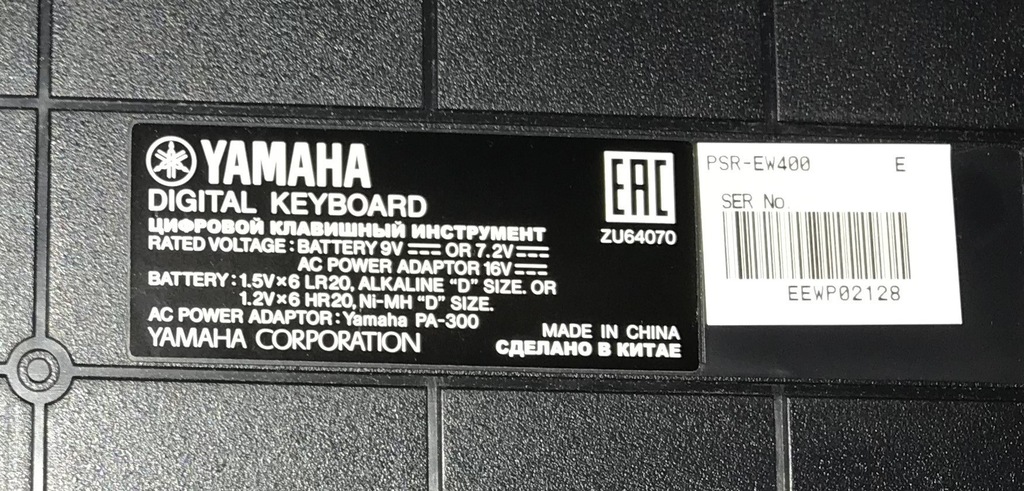 YAMAHA
DIGITAL KEYBOARD
ЦИФРОВОЙ КЛАВИШНЫЙ ИНСТРУМЕНТ
RATED VOLTAGE : BATTERY 9V ⎓ OR 7.2V ⎓
AC POWER ADAPTOR 16V ⎓
BATTERY : 1.5V×6 LR20, ALKALINE “D” SIZE. OR
1.2V×6 HR20, Ni-MH “D” SIZE.
AC POWER ADAPTOR : Yamaha PA-300
YAMAHA CORPORATION
EAC
ZU64070
MADE IN CHINA
СДЕЛАНО В КИТАЕ
PSR-EW400 E
SER No.
EEWP02128